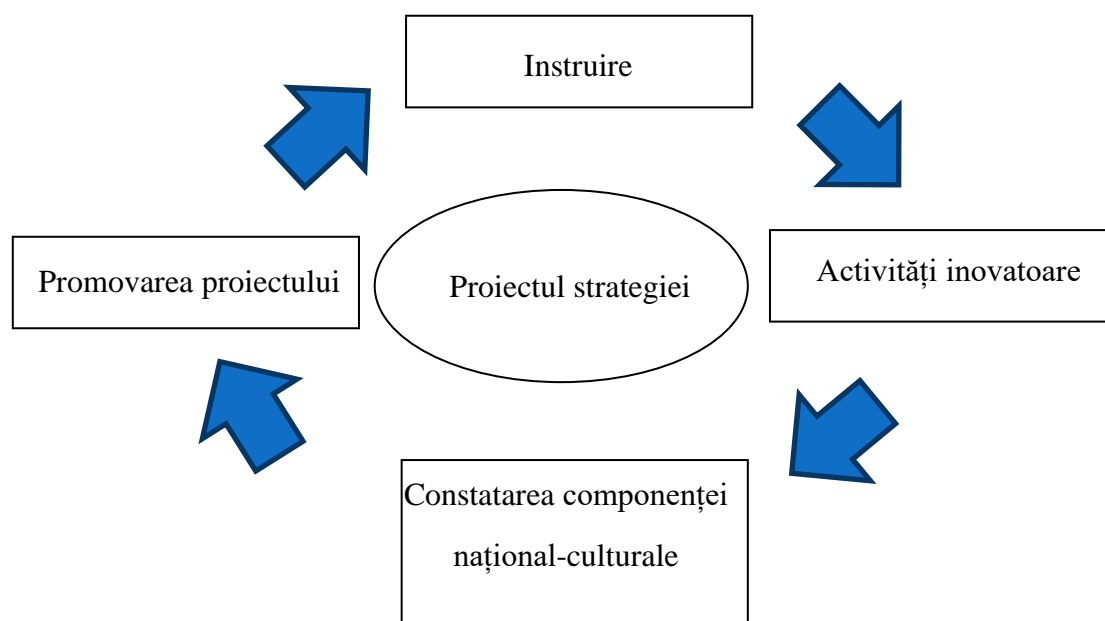 Instruire
Promovarea proiectului
Proiectul strategiei
Activități inovatoare
Constatarea componenței
național-culturale